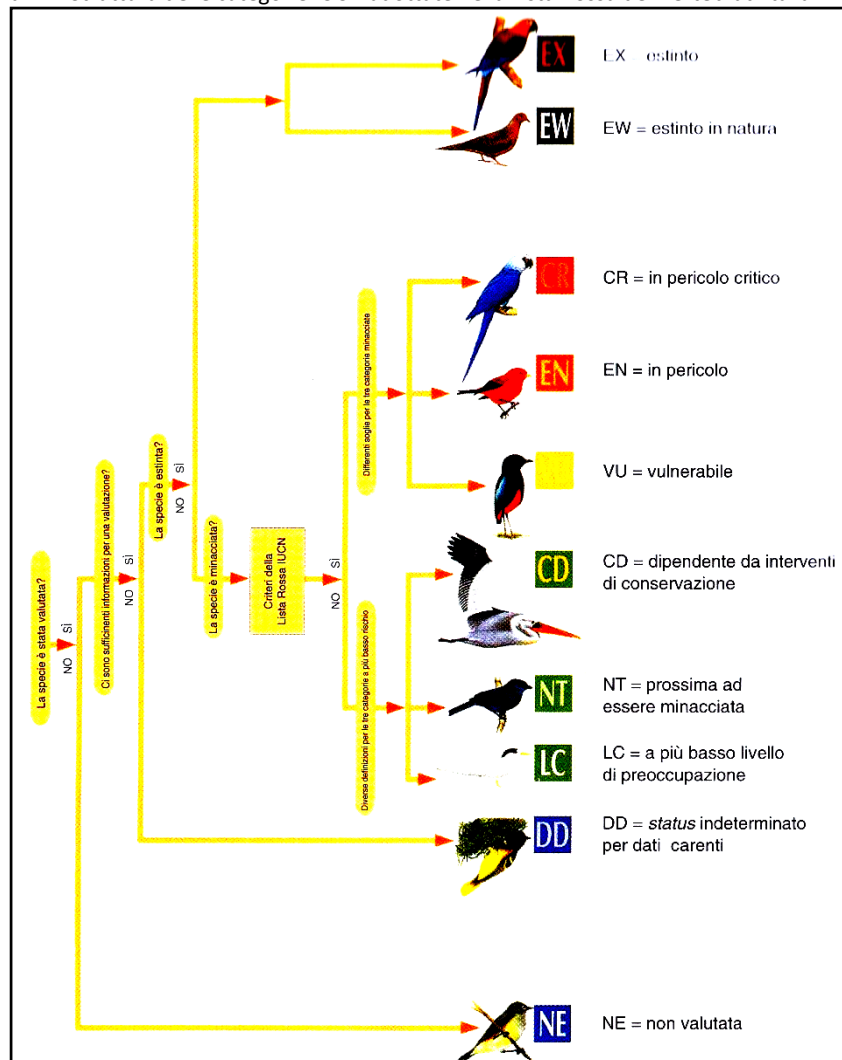 EX
EX = estinto
EW
EW = estinto in natura
CR
CR = in pericolo critico
EN
EN = in pericolo
VU = vulnerabile
CD
CD = dipendente da interventi
di conservazione
NT
NT = prossima ad
essere minacciata
LC
LC = a più basso livello
di preoccupazione
DD
DD = status indeterminato
per dati carenti
NE
NE = non valutata
La specie è stata valutata?
NO
SÌ
Ci sono sufficinenti informazioni per una valutazione?
NO
SÌ
La specie è estinta?
NO
SÌ
La specie è minacciata?
Criteri della
Lista Rossa IUCN
NO
SÌ
Differenti soglie per le tre categorie minacciate
Diverse definizioni per le tre categorie a più basso rischio